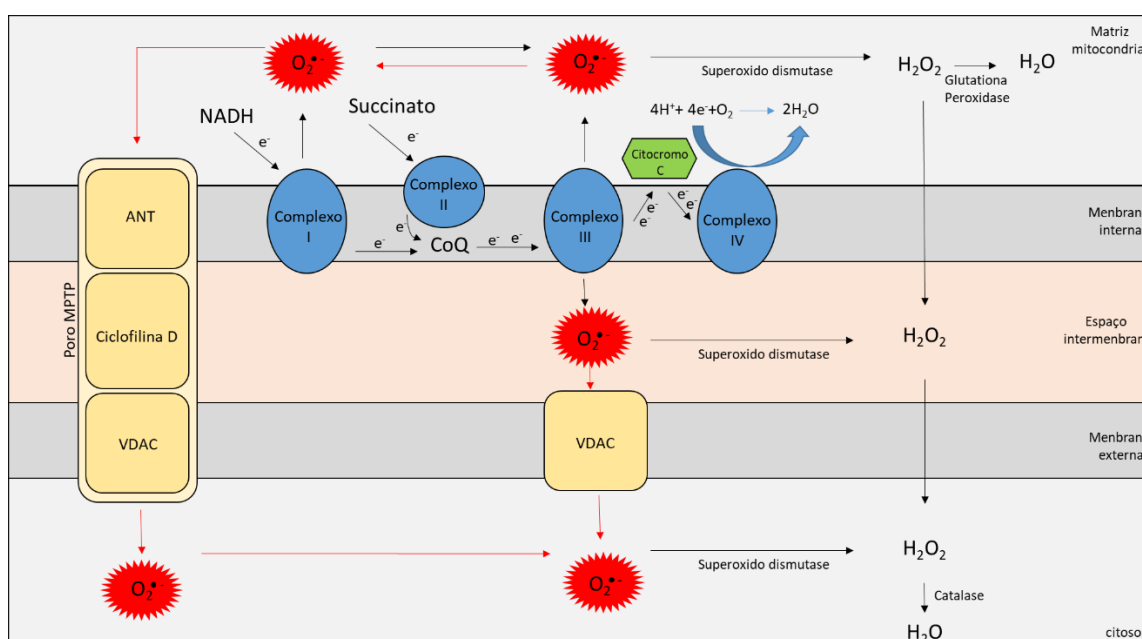 Matriz
mitocondria
O₂•-
O₂•-
Superoxido dismutase
H₂O₂
H₂O
Glutationa
Peroxidase
NADH
e-
Succinato
e-
4H⁺+ 4e-+O₂
2H₂O
Citocromo
C
Poro MPTP
ANT
Ciclofilina D
VDAC
Complexo
I
Complexo
II
e-
e-
CoQ
e- e-
Complexo
III
e-
e-
e-
e-
Complexo
IV
Menbran
interna
O₂•-
Superoxido dismutase
H₂O₂
Espaço
intermenbran
VDAC
Menbran
externa
O₂•-
O₂•-
Superoxido dismutase
H₂O₂
Catalase
H₂O
citoso